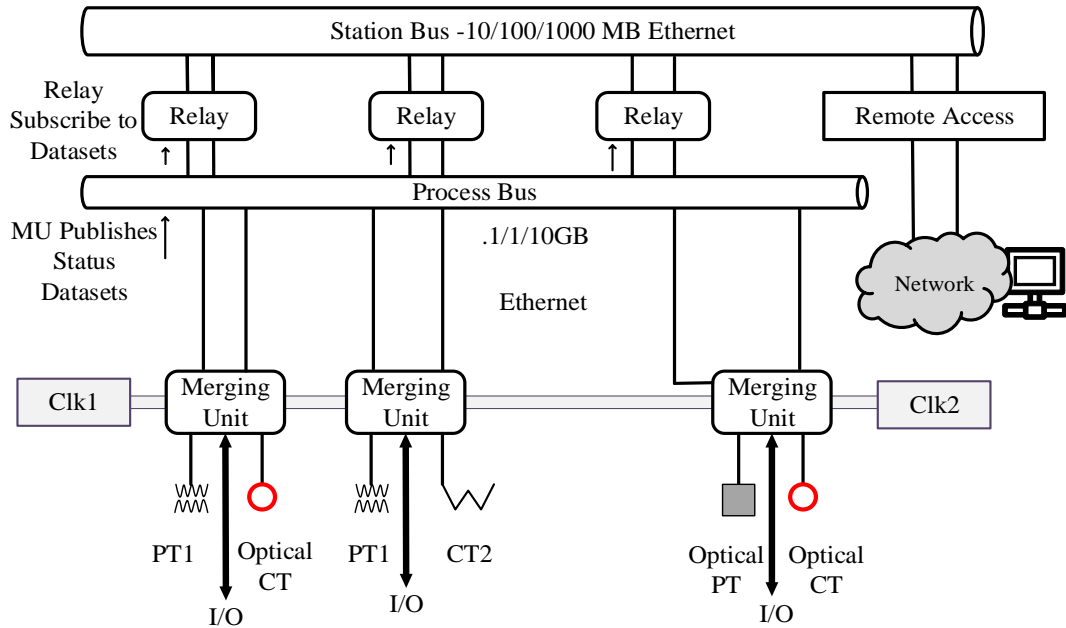 Station Bus -10/100/1000 MB Ethernet
Relay
Subscribe to
Datasets
Relay
Relay
Relay
Remote Access
Process Bus
MU Publishes
Status
Datasets
.1/1/10GB
Ethernet
Network
Clk1
Merging
Unit
Merging
Unit
Merging
Unit
Clk2
PT1
Optical
CT
PT1
CT2
Optical
PT
Optical
CT
I/O
I/O
I/O